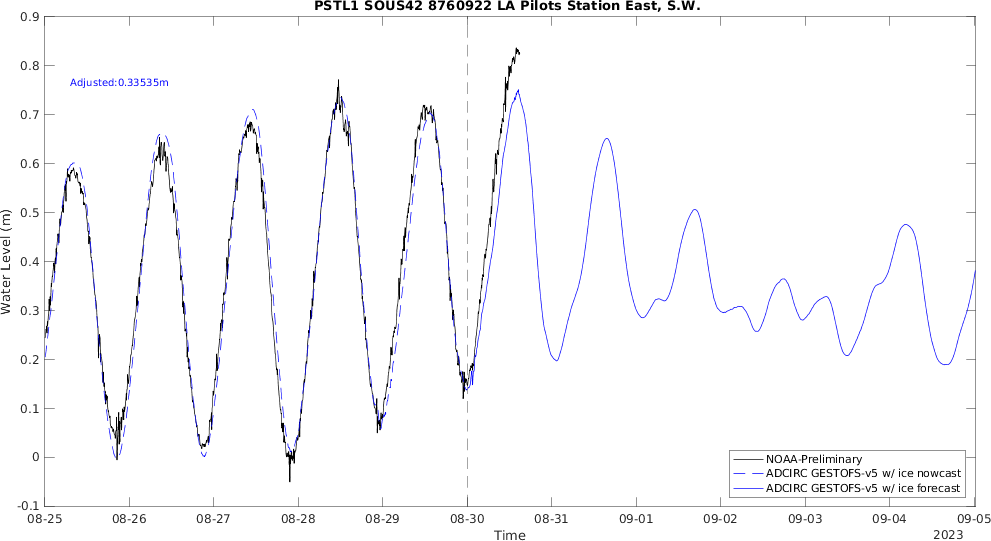 PSTL1 SOUS42 8760922 LA Pilots Station East, S.W.
0.9
0.8
0.7
0.6
0.5
0.4
0.3
0.2
0.1
0
-0.1
Water Level (m)
Adjusted:0.33535m
NOAA-Preliminary
ADCIRC GESTOFS-v5 w/ ice nowcast
ADCIRC GESTOFS-v5 w/ ice forecast
08-25 08-26 08-27 08-28 08-29 08-30 08-31 09-01 09-02 09-03 09-04 09-05
Time
2023